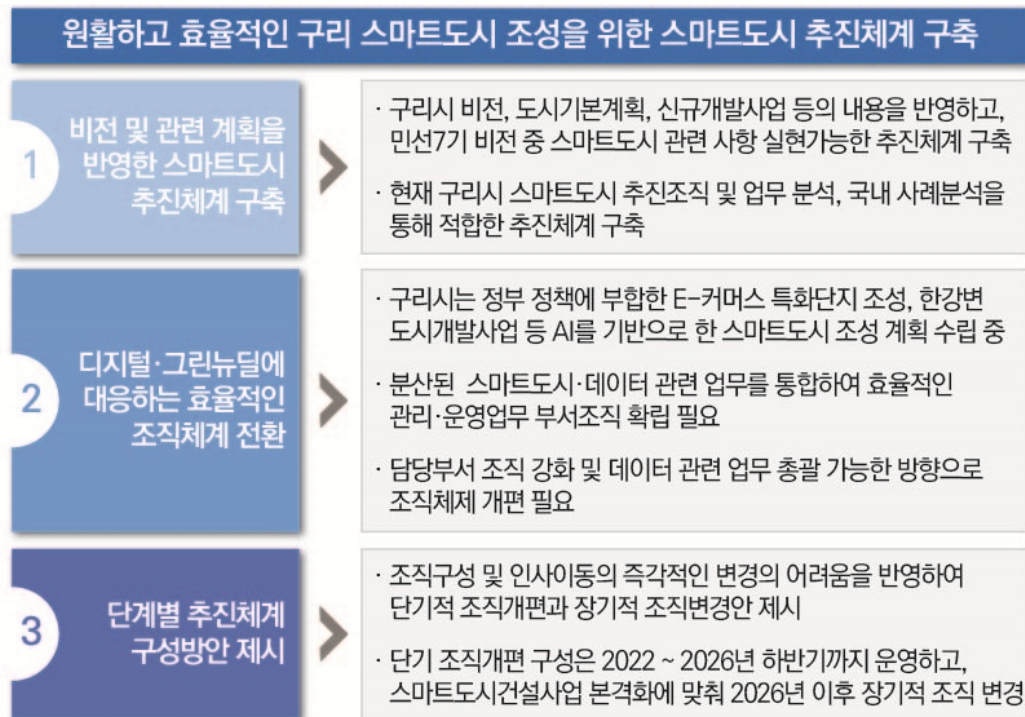 원활하고 효율적인 구리 스마트도시 조성을 위한 스마트도시 추진체계 구축
1
비전 및 관련 계획을
반영한 스마트도시
추진체계 구축
· 구리시 비전, 도시기본계획, 신규개발사업 등의 내용을 반영하고,
민선7기 비전 중 스마트도시 관련 사항 실현가능한 추진체계 구축
· 현재 구리시 스마트도시 추진조직 및 업무 분석, 국내 사례분석을
통해 적합한 추진체계 구축
2
디지털·그린뉴딜에
대응하는 효율적인
조직체계 전환
· 구리시는 정부 정책에 부합한 E-커머스 특화단지 조성, 한강변
도시개발사업 등 AI를 기반으로 한 스마트도시 조성 계획 수립 중
· 분산된 스마트도시·데이터 관련 업무를 통합하여 효율적인
관리·운영업무 부서조직 확립 필요
· 담당부서 조직 강화 및 데이터 관련 업무 총괄 가능한 방향으로
조직체제 개편 필요
3
단계별 추진체계
구성방안 제시
· 조직구성 및 인사이동의 즉각적인 변경의 어려움을 반영하여
단기적 조직개편과 장기적 조직변경안 제시
· 단기 조직개편 구성은 2022 ~ 2026년 하반기까지 운영하고,
스마트도시건설사업 본격화에 맞춰 2026년 이후 장기적 조직 변경